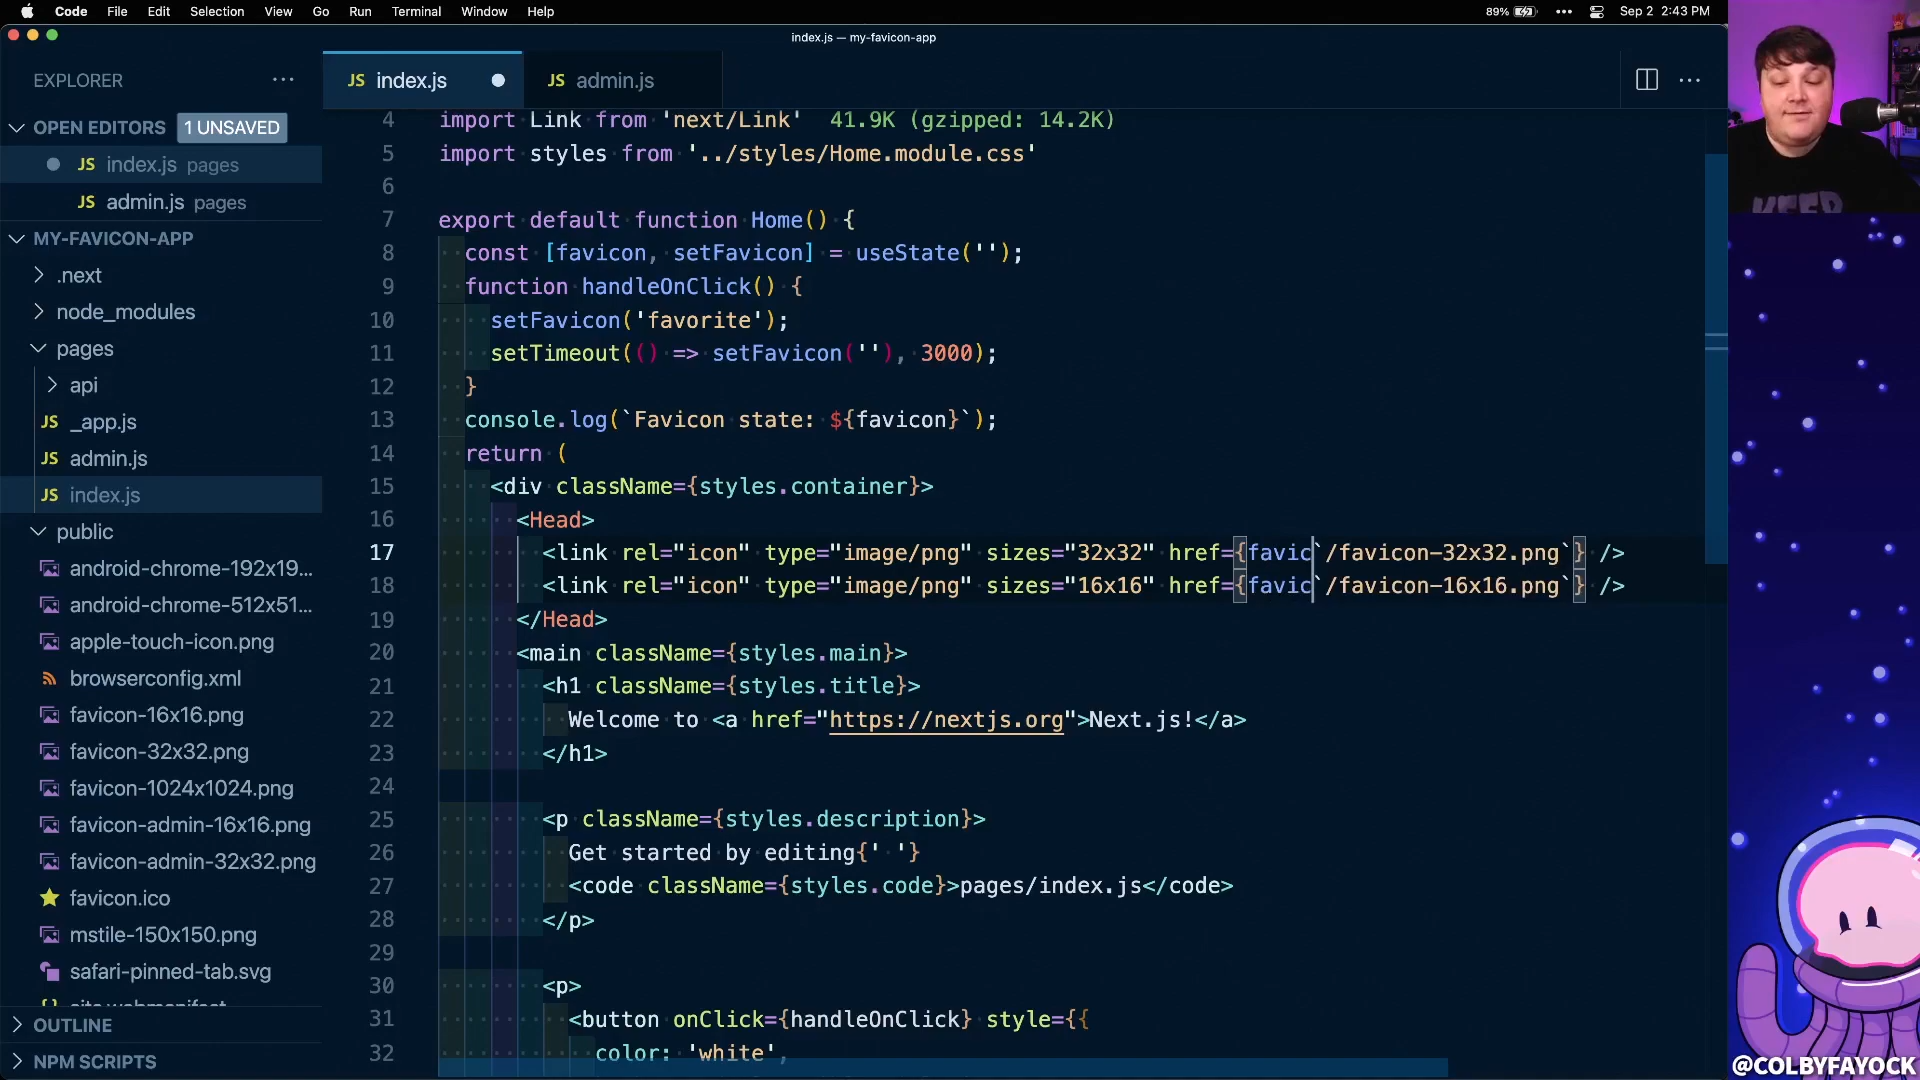 Code File Edit Selection View Go Run Terminal Window Help 89% Sep 2 2:43 PM
index.js — my-favicon-app
EXPLORER
OPEN EDITORS 1 UNSAVED
JS index.js pages
JS admin.js pages
MY-FAVICON-APP
.next
node_modules
pages
api
JS _app.js
JS admin.js
JS index.js
public
android-chrome-192x19...
android-chrome-512x51...
apple-touch-icon.png
browserconfig.xml
favicon-16x16.png
favicon-32x32.png
favicon-1024x1024.png
favicon-admin-16x16.png
favicon-admin-32x32.png
favicon.ico
mstile-150x150.png
safari-pinned-tab.svg
site.webmanifest
OUTLINE
NPM SCRIPTS
JS index.js JS admin.js
4 import Link from 'next/Link' 41.9K (gzipped: 14.2K)
5 import styles from '../styles/Home.module.css'
6
7 export default function Home() {
8 const [favicon, setFavicon] = useState('');
9 function handleOnClick() {
10 setFavicon('favorite');
11 setTimeout(() => setFavicon(''), 3000);
12 }
13 console.log(`Favicon state: ${favicon}`);
14 return (
15 <div className={styles.container}>
16 <Head>
17 <link rel="icon" type="image/png" sizes="32x32" href={favic`/favicon-32x32.png`} />
18 <link rel="icon" type="image/png" sizes="16x16" href={favic`/favicon-16x16.png`} />
19 </Head>
20 <main className={styles.main}>
21 <h1 className={styles.title}>
22 Welcome to <a href="https://nextjs.org">Next.js!</a>
23 </h1>
24
25 <p className={styles.description}>
26 Get started by editing{' '}
27 <code className={styles.code}>pages/index.js</code>
28 </p>
29
30 <p>
31 <button onClick={handleOnClick} style={{
32 color: 'white',
KEEP
@COLBYFAYOCK